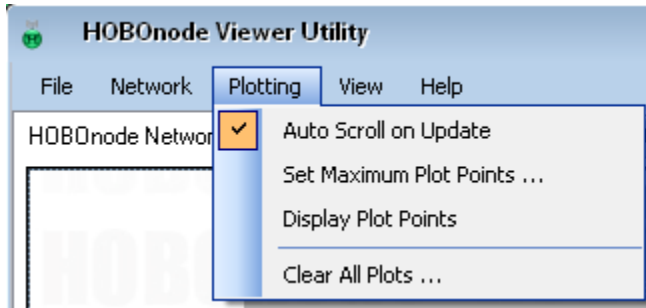 HOBOnode Viewer Utility
File Network Plotting View Help
HOBOnode Networ
Auto Scroll on Update
Set Maximum Plot Points ...
Display Plot Points
Clear All Plots ...
HOBO